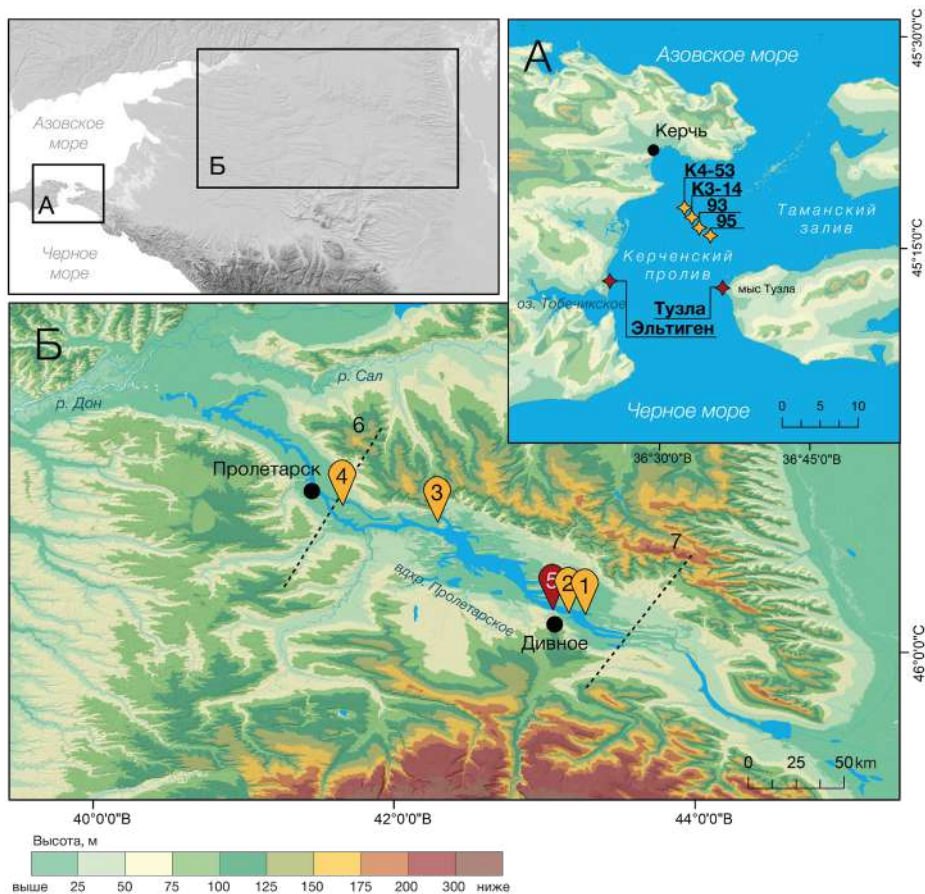 Азовское
море
А
Б
Черное
море
А
Азовское море
Керчь
К4-53
К3-14
93
95
Таманский
залив
Керченский
пролив
мыс Тузла
оз. Тобечикское
Тузла
Эльтиген
Черное море
0 5 10
45°30'0"С
45°15'0"С
36°30'0"В
36°45'0"В
Б
р. Сал
р. Дон
6
Пролетарск
4
3
7
вдхр. Пролетарское
5
2
1
Дивное
46°0'0"С
0 25 50 км
40°0'0"В
42°0'0"В
44°0'0"В
Высота, м
выше 25 50 75 100 125 150 175 200 300 ниже